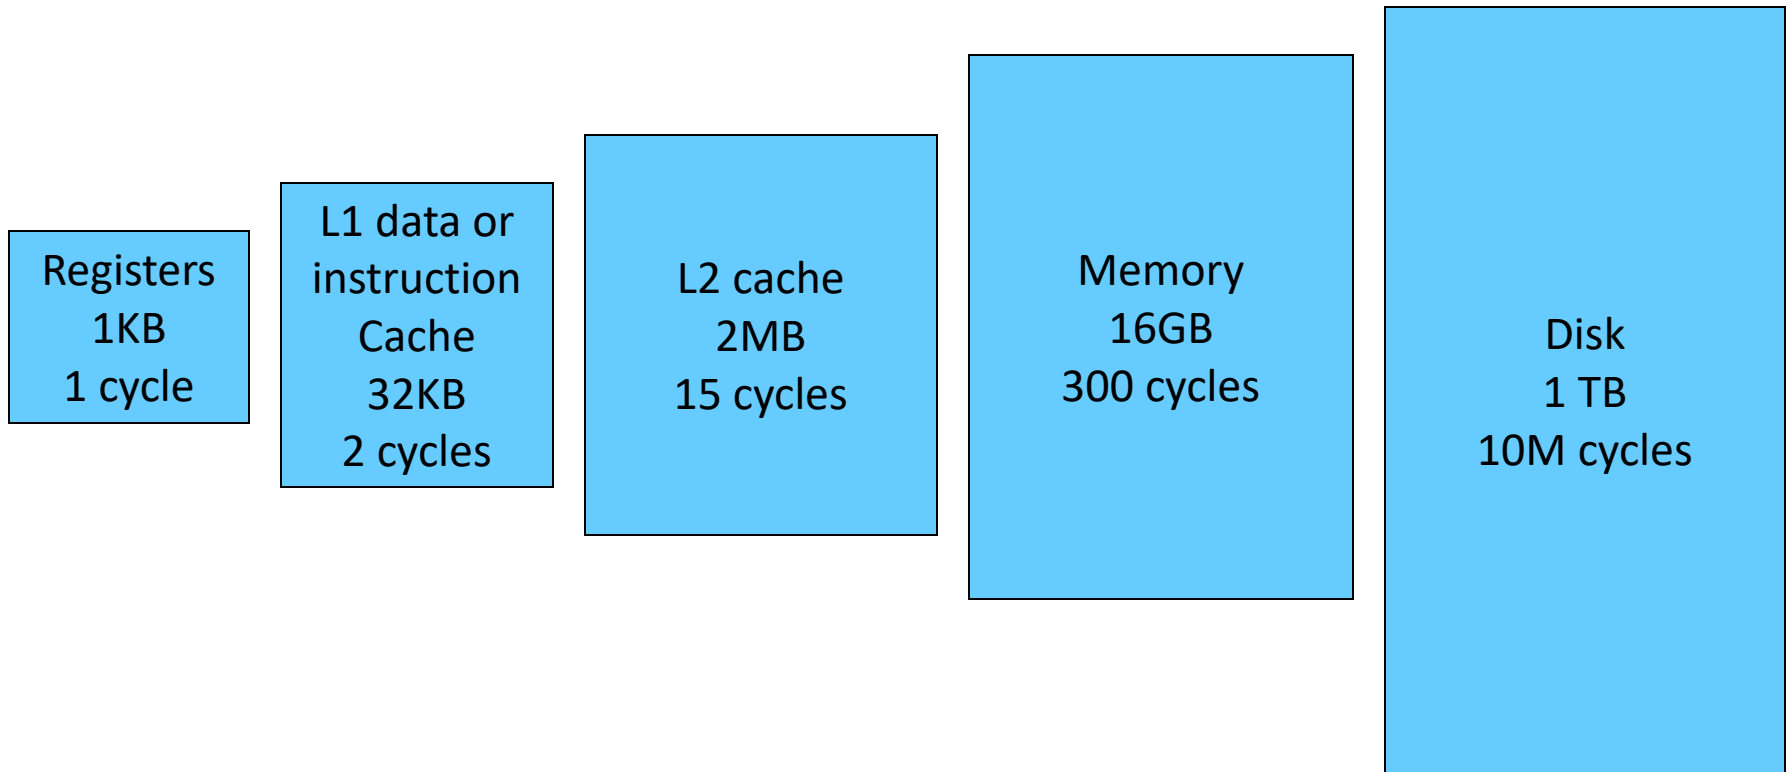 Registers
1KB
1 cycle
L1 data or
instruction
Cache
32KB
2 cycles
L2 cache
2MB
15 cycles
Memory
16GB
300 cycles
Disk
1 TB
10M cycles